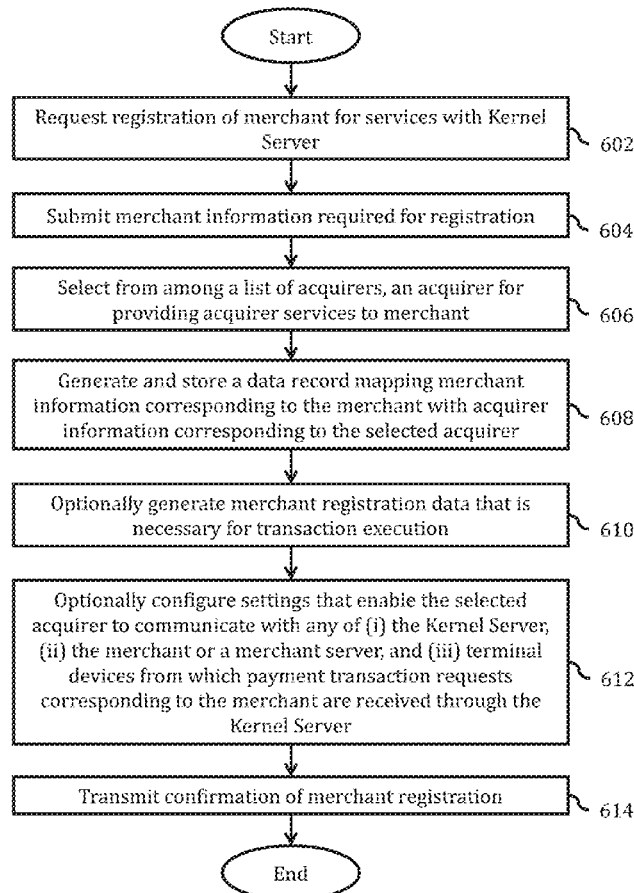 Start
Request registration of merchant for services with Kernel
Server
602
Submit merchant information required for registration
604
Select from among a list of acquirers, an acquirer for
providing acquirer services to merchant
606
Generate and store a data record mapping merchant
information corresponding to the merchant with acquirer
information corresponding to the selected acquirer
608
Optionally generate merchant registration data that is
necessary for transaction execution
610
Optionally configure settings that enable the selected
acquirer to communicate with any of (i) the Kernel Server,
(ii) the merchant or a merchant server, and (iii) terminal
devices from which payment transaction requests
corresponding to the merchant are received through the
Kernel Server
612
Transmit confirmation of merchant registration
614
End